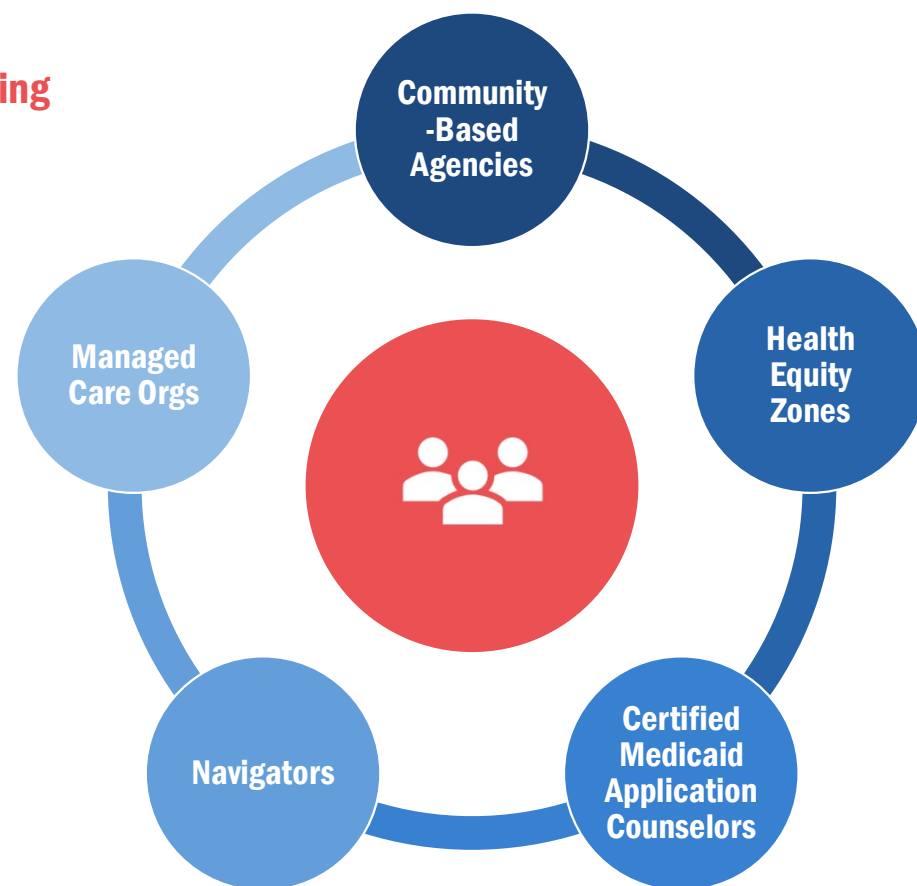 ing
Community
-Based
Agencies
Health
Equity
Zones
Managed
Care Orgs
Certified
Medicaid
Application
Counselors
Navigators